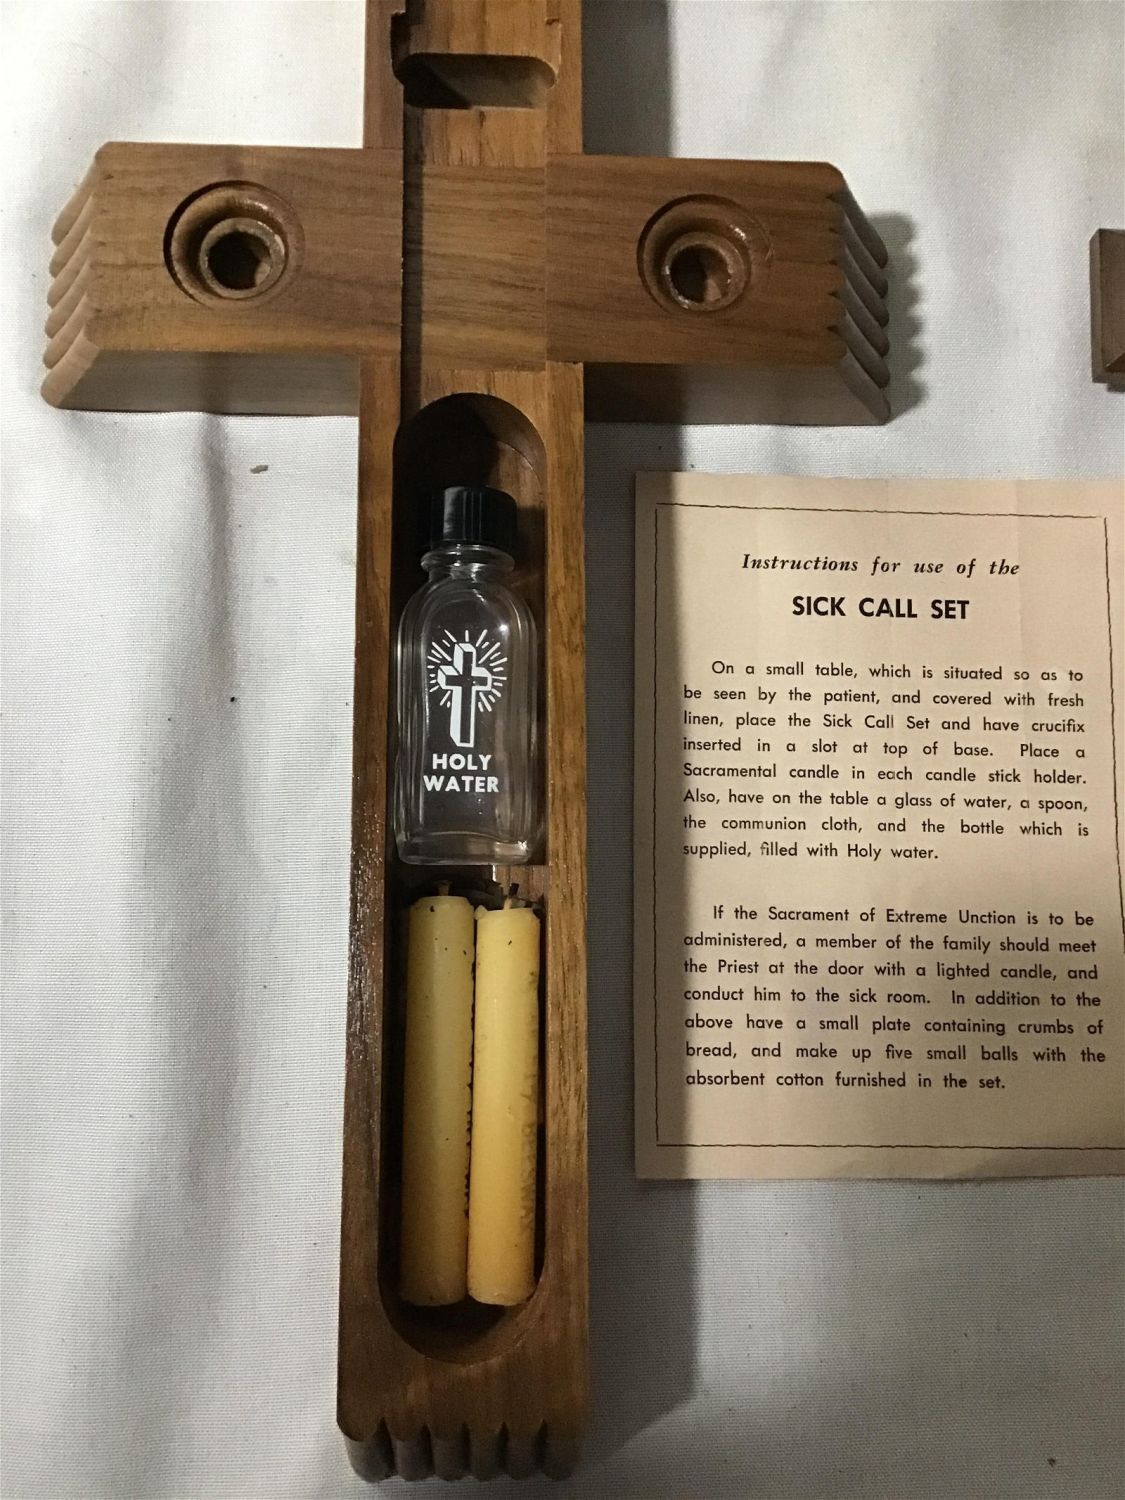 HOLY
WATER
Instructions for use of the
SICK CALL SET
On a small table, which is situated so as to
be seen by the patient, and covered with fresh
linen, place the Sick Call Set and have crucifix
inserted in a slot at top of base. Place a
Sacramental candle in each candle stick holder.
Also, have on the table a glass of water, a spoon,
the communion cloth, and the bottle which is
supplied, filled with Holy water.
If the Sacrament of Extreme Unction is to be
administered, a member of the family should meet
the Priest at the door with a lighted candle, and
conduct him to the sick room. In addition to the
above have a small plate containing crumbs of
bread, and make up five small balls with the
absorbent cotton furnished in the set.